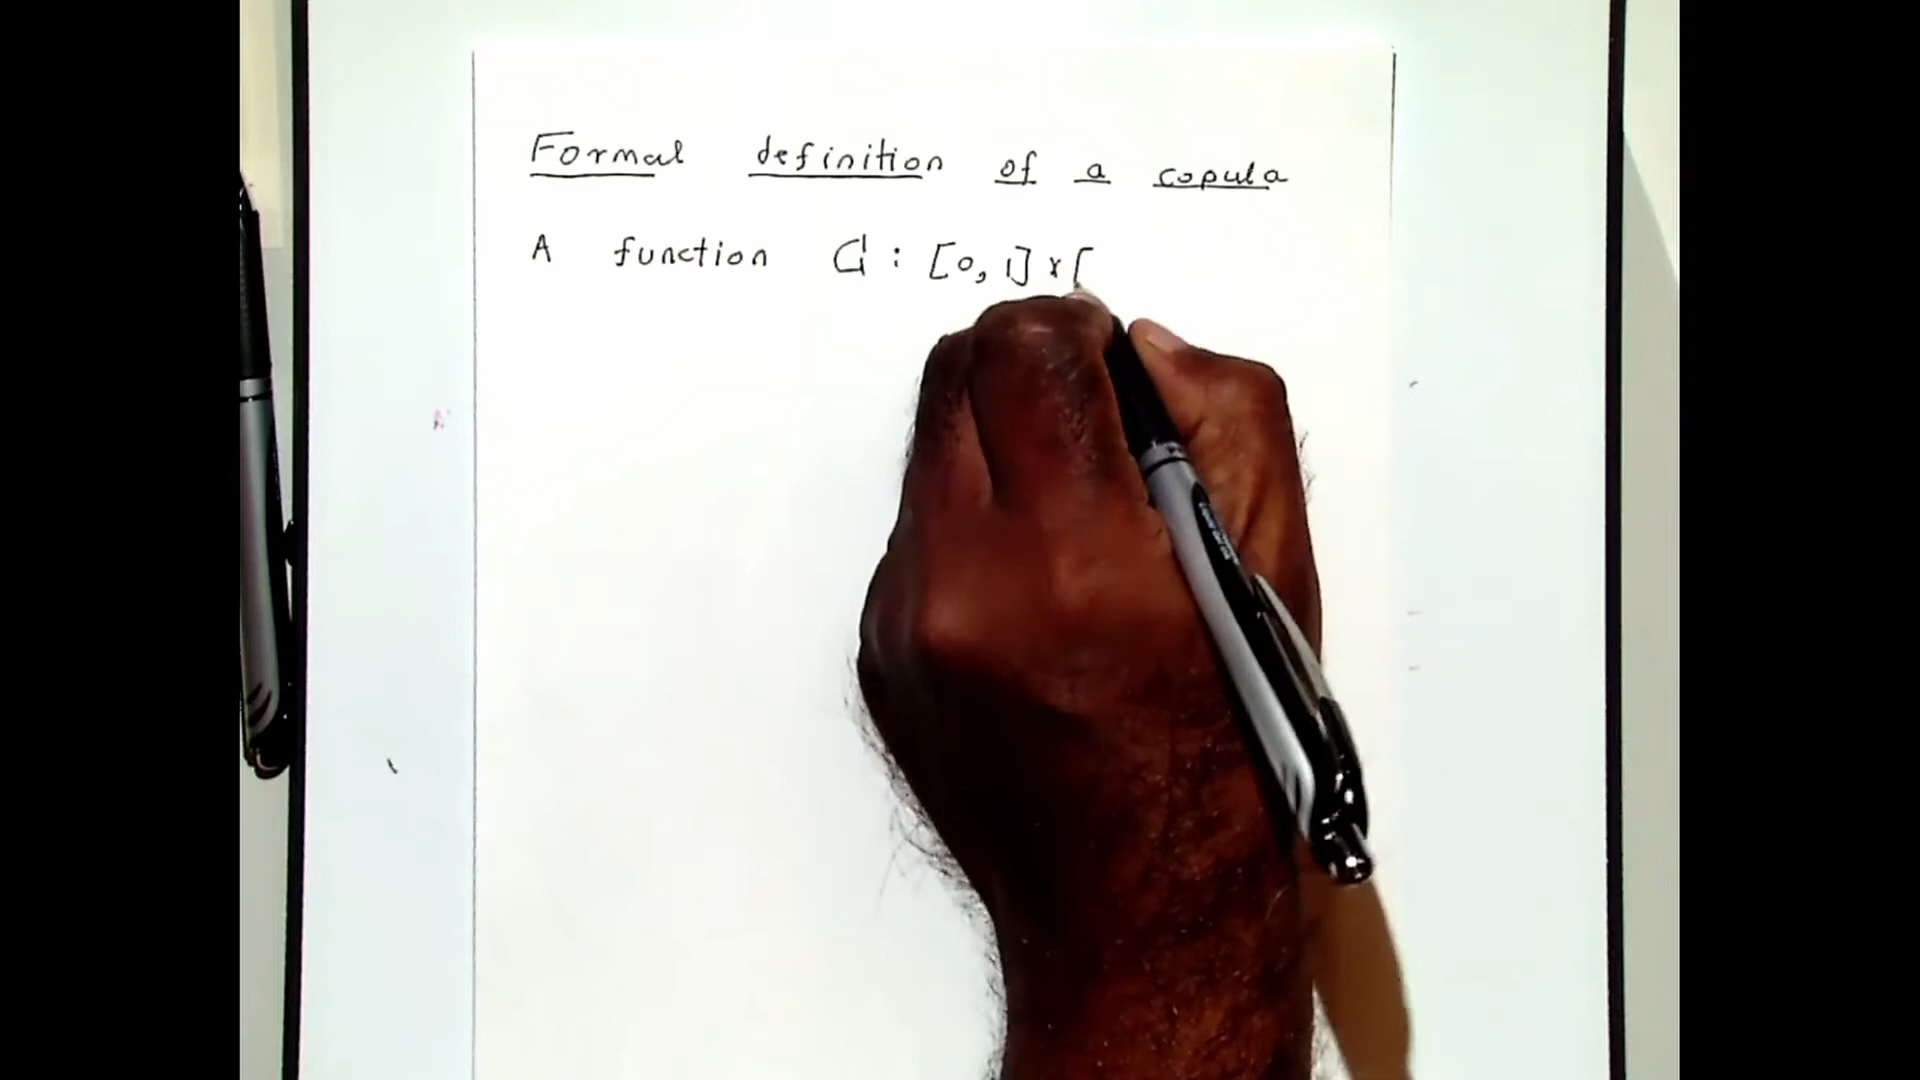 Formal definition of a copula
A function C : [0, 1] x [